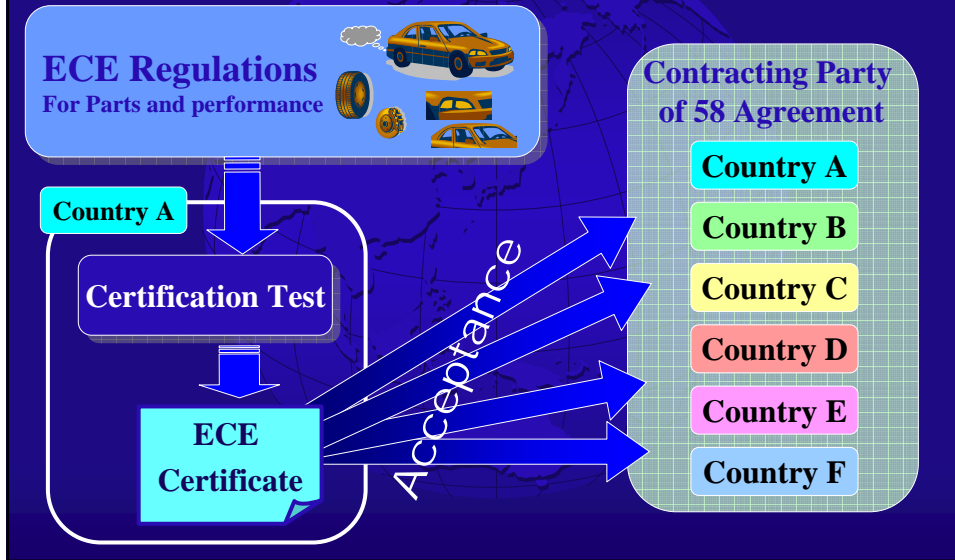 ECE Regulations
For Parts and performance
Country A
Certification Test
ECE
Certificate
Acceptance
Contracting Party
of 58 Agreement
Country A
Country B
Country C
Country D
Country E
Country F